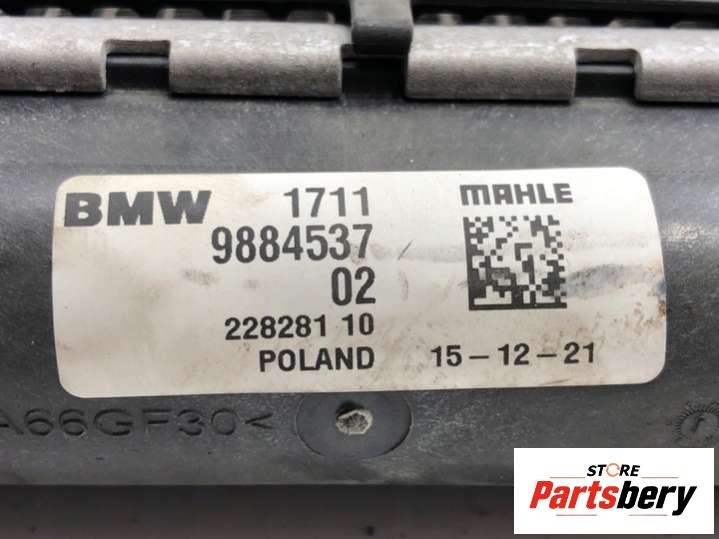 BMW 1711 MAHLE
9884537
02
228281 10
POLAND 15-12-21
A66GF30<
STORE
Partsbery